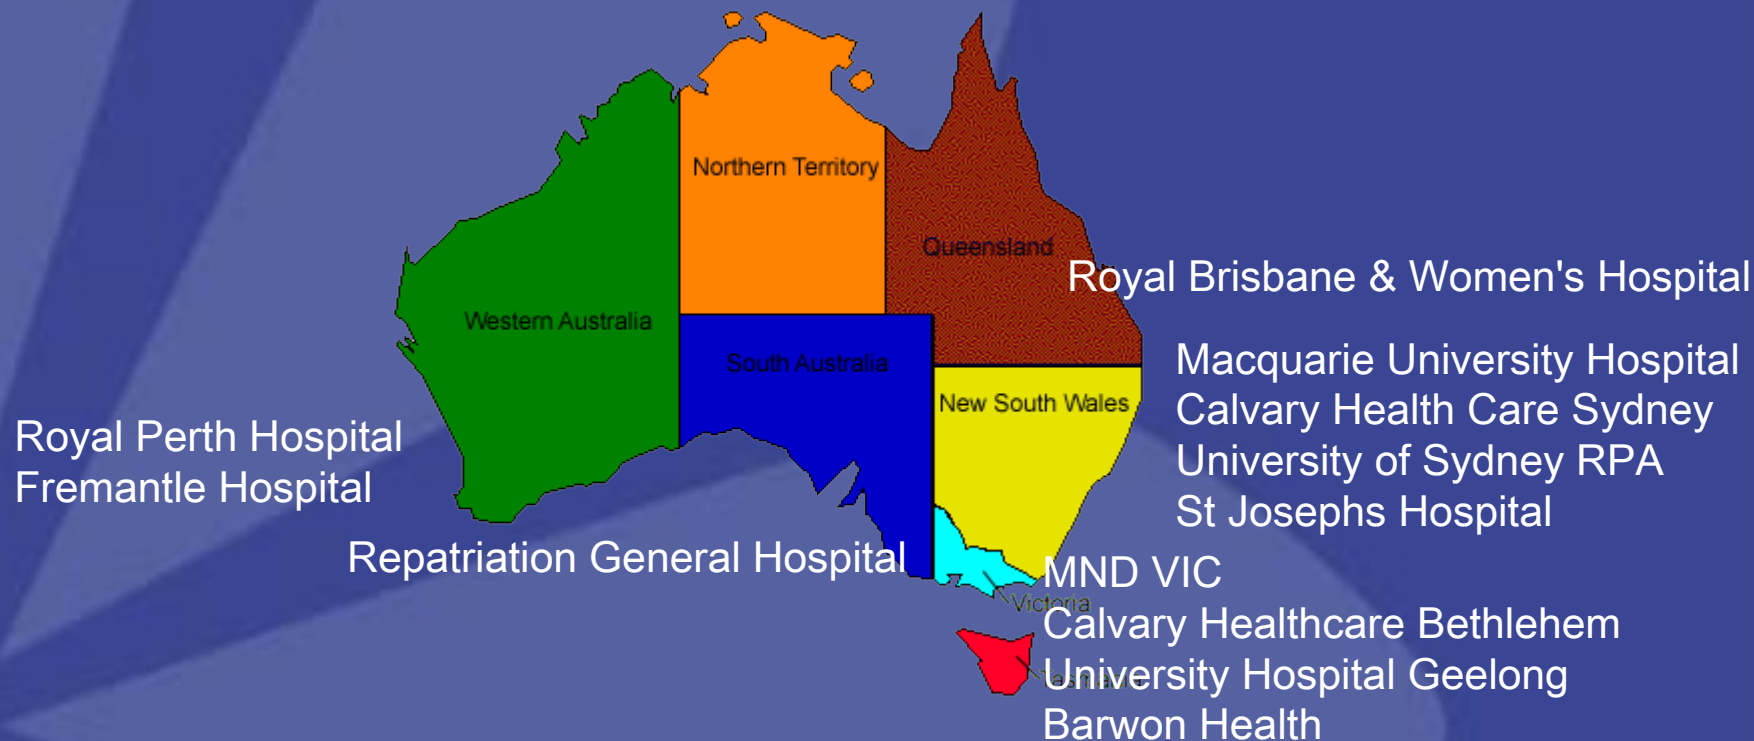 Northern Territory
Queensland
Royal Brisbane & Women's Hospital
Western Australia
South Australia
Macquarie University Hospital
New South Wales
Calvary Health Care Sydney
Royal Perth Hospital
University of Sydney RPA
Fremantle Hospital
St Josephs Hospital
Repatriation General Hospital
MND VIC
Victoria
Calvary Healthcare Bethlehem
University Hospital Geelong
Tasmania
Barwon Health